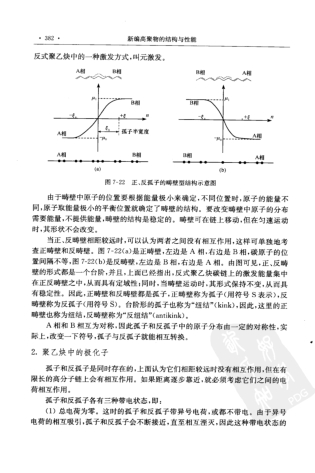 · 382 ·
新编高聚物的结构与性能
反式聚乙炔中的一种激发方式,叫元激发。
A相 B相 B相 A相
B相 A相
A相 B相
孤子半宽度
(a) (b)
图 7-22 正、反孤子的畴壁型结构示意图
由于畴壁中原子的位置要根据能量极小来确定,不同位置时,原子的能量不
同,原子取能量极小的平衡位置就确定了畴壁的结构。要改变畴壁中原子的分布
需要能量,不提供能量,畴壁的结构是稳定的。畴壁可在链上移动,但在匀速运动
时,其形状不会改变。
当正、反畴壁相距较远时,可以认为两者之间没有相互作用,这样可单独地考
查正畴壁和反畴壁。图 7-22(a)是正畴壁,左边是 A 相,右边是 B 相,碳原子的位
置间隔不等,图 7-22(b)是反畴壁,左边是 B 相,右边是 A 相。由图可见,正、反畴
壁的形式都是一个台阶,并且,上面已经指出,反式聚乙炔碳链上的激发能量集中
在正反畴壁之中,从而具有定域性;同时,当畴壁运动时,其形式保持不变,从而具
有稳定性。因此,正畴壁和反畴壁都是孤子,正畴壁称为孤子(用符号 S 表示),反
畴壁称为反孤子(用符号 S̄)。台阶形的孤子也称为“纽结”(kink),因此,这里的正
畴壁也称为纽结,反畴壁称为“反纽结”(antikink)。
A 相和 B 相互为对称,因此孤子和反孤子中的原子分布由一定的对称性,实
际上,改变一下符号,孤子与反孤子就能相互转换。
2. 聚乙炔中的极化子
孤子和反孤子是同时存在的,上面认为它们相距较远时没有相互作用,但在有
限长的高分子链上会有相互作用。如果距离逐步靠近,就必须考虑它们之间的电
荷相互作用。
孤子和反孤子各有三种带电状态,即:
(1) 总电荷为零。这时的孤子和反孤子带异号电荷,或都不带电。由于异号
电荷的相互吸引,孤子和反孤子会不断接近,直至相互湮灭,因此这种带电状态的